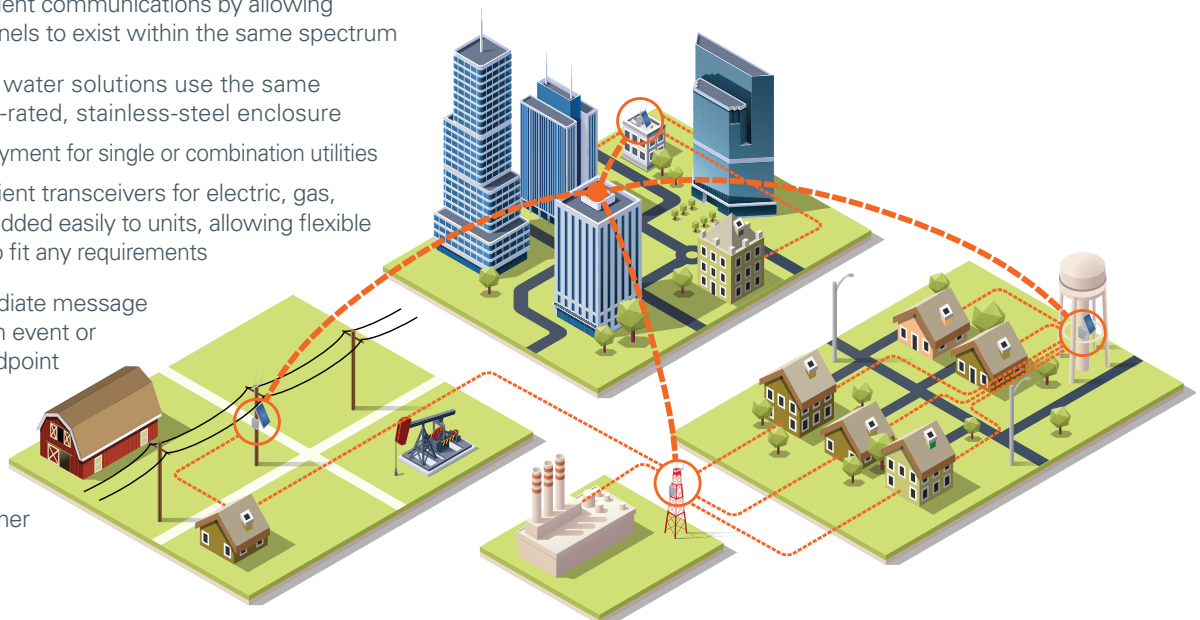 ent communications by allowing
nels to exist within the same spectrum
water solutions use the same
-rated, stainless-steel enclosure
yment for single or combination utilities
ient transceivers for electric, gas,
dded easily to units, allowing flexible
o fit any requirements
diate message
n event or
dpoint
ner